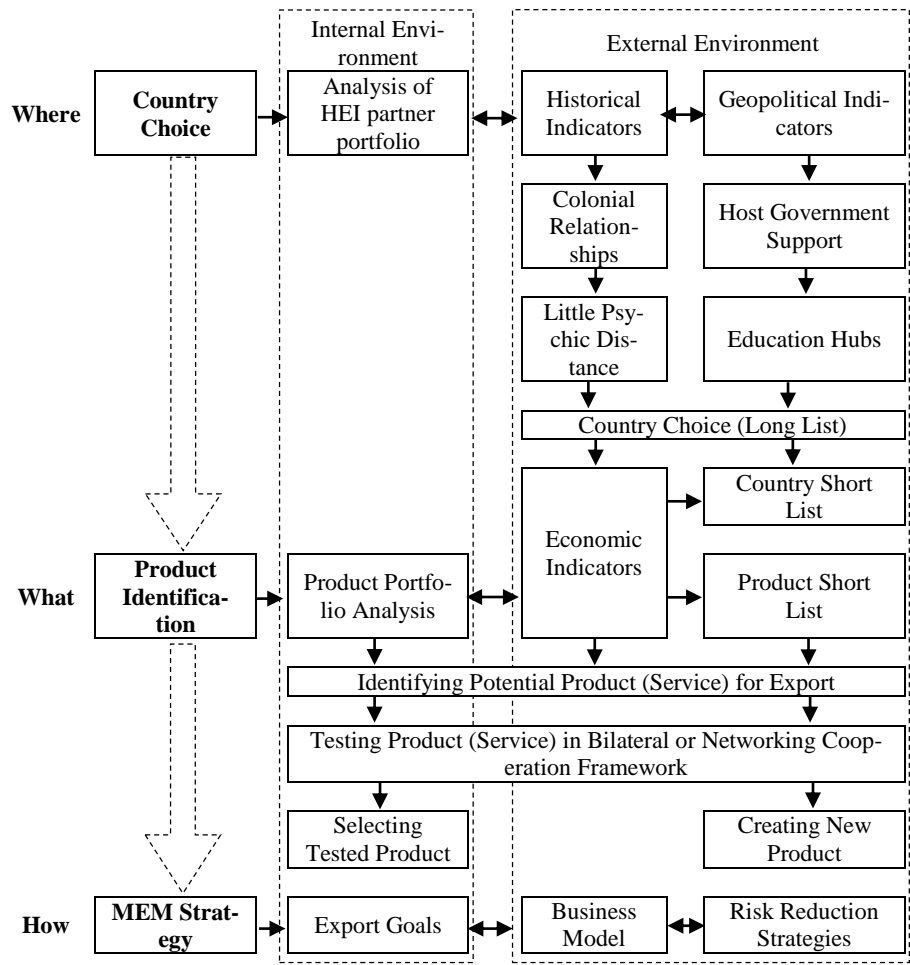 Internal Envi-
ronment
External Environment
Where
Country
Choice
Analysis of
HEI partner
portfolio
Historical
Indicators
Geopolitical Indi-
cators
Colonial
Relation-
ships
Host Government
Support
Little Psy-
chic Dis-
tance
Education Hubs
Country Choice (Long List)
Economic
Indicators
Country Short
List
What
Product
Identifica-
tion
Product Portfo-
lio Analysis
Product Short
List
Identifying Potential Product (Service) for Export
Testing Product (Service) in Bilateral or Networking Coop-
eration Framework
Selecting
Tested Product
Creating New
Product
How
MEM Strat-
egy
Export Goals
Business
Model
Risk Reduction
Strategies